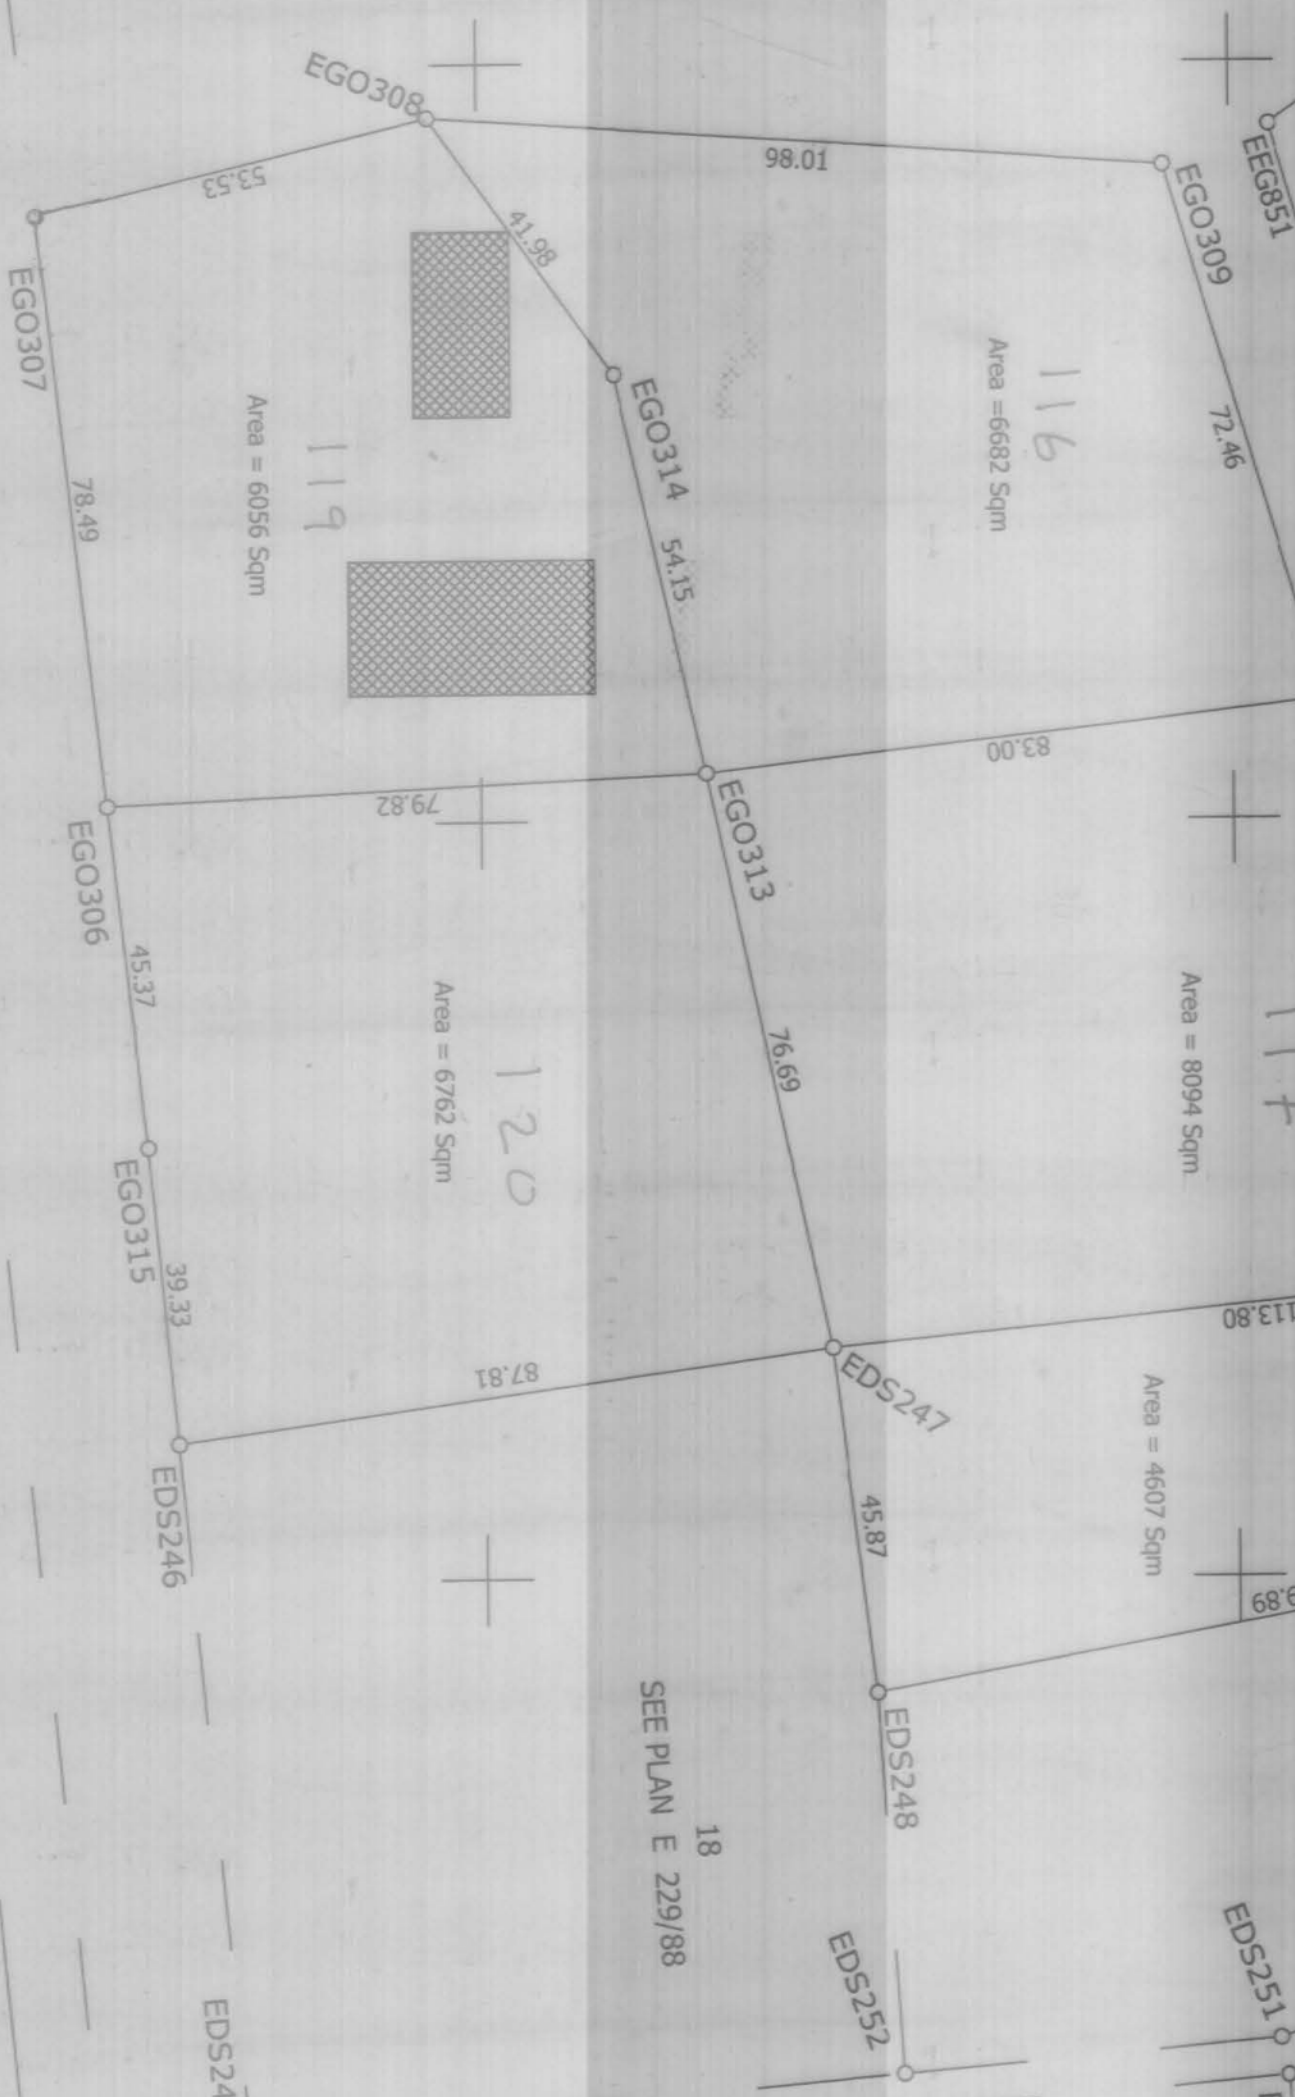 EGO308
98.01
EGO309
EEG851
53.53
41.98
72.46
EGO307
EGO314
116
Area =6682 Sqm
119
Area = 6056 Sqm
78.49
54.15
83.00
79.82
EGO306
EGO313
45.37
120
Area = 6762 Sqm
76.69
Area = 8094 Sqm
EGO315
39.33
87.81
113.80
EDS247
Area = 4607 Sqm
EDS246
45.87
EDS248
18
SEE PLAN E 229/88
EDS252
EDS251